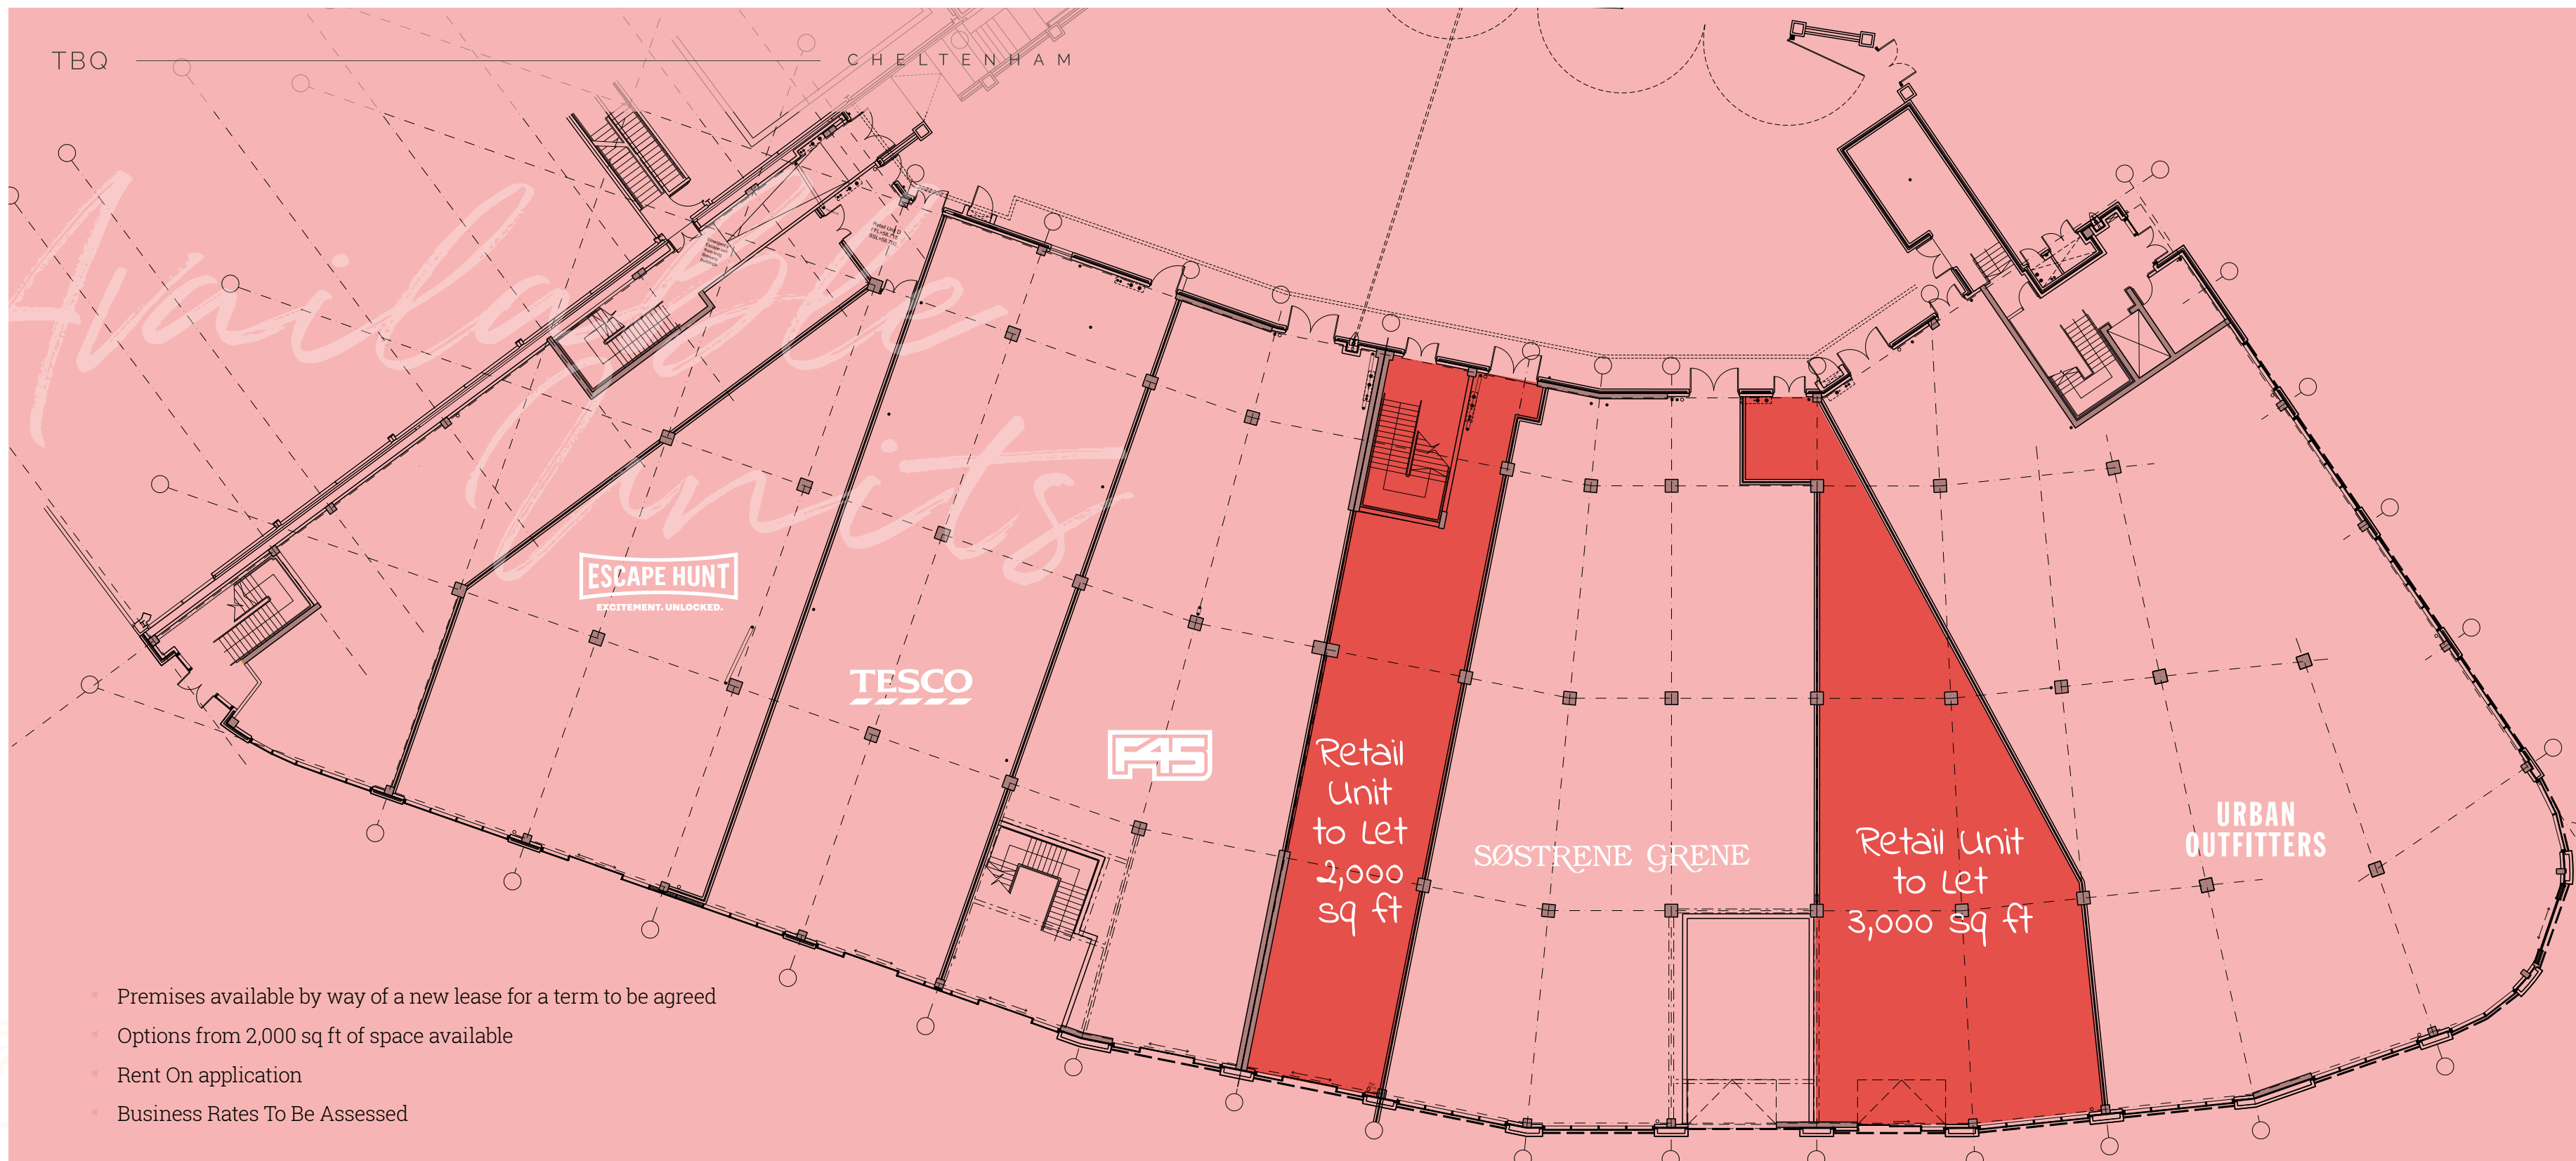 TBQ CHELTENHAM
Available
Units
ESCAPE HUNT
EXCITEMENT. UNLOCKED.
TESCO
F45
Retail
Unit
to Let
2,000
sq ft
SØSTRENE GRENE
Retail Unit
to Let
3,000 sq ft
URBAN
OUTFITTERS
Premises available by way of a new lease for a term to be agreed
Options from 2,000 sq ft of space available
Rent On application
Business Rates To Be Assessed